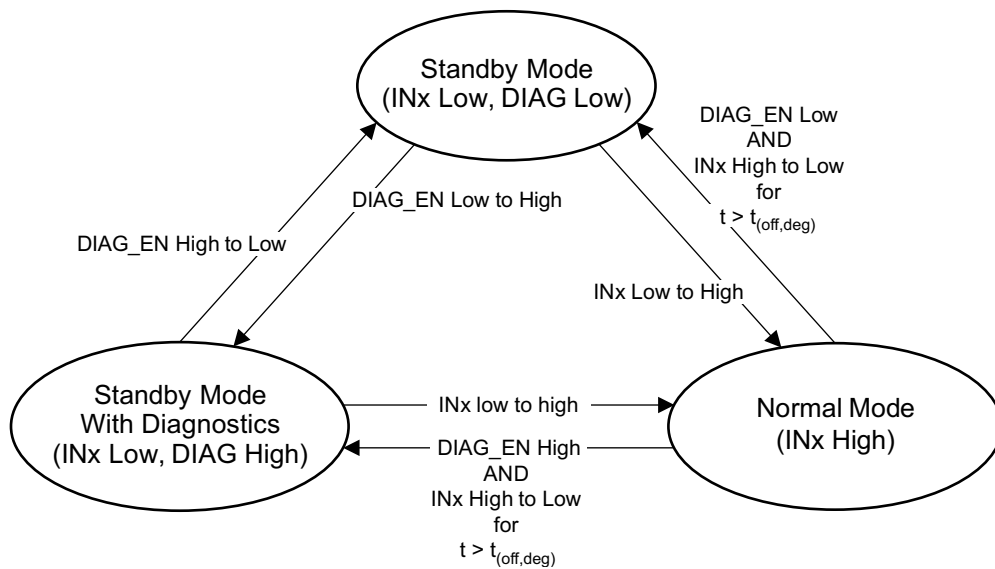 Standby Mode
(INx Low, DIAG Low)
DIAG_EN Low
AND
INx High to Low
for
t > t(off,deg)
DIAG_EN Low to High
DIAG_EN High to Low
INx Low to High
Standby Mode
With Diagnostics
(INx Low, DIAG High)
INx low to high
DIAG_EN High
AND
INx High to Low
for
t > t(off,deg)
Normal Mode
(INx High)